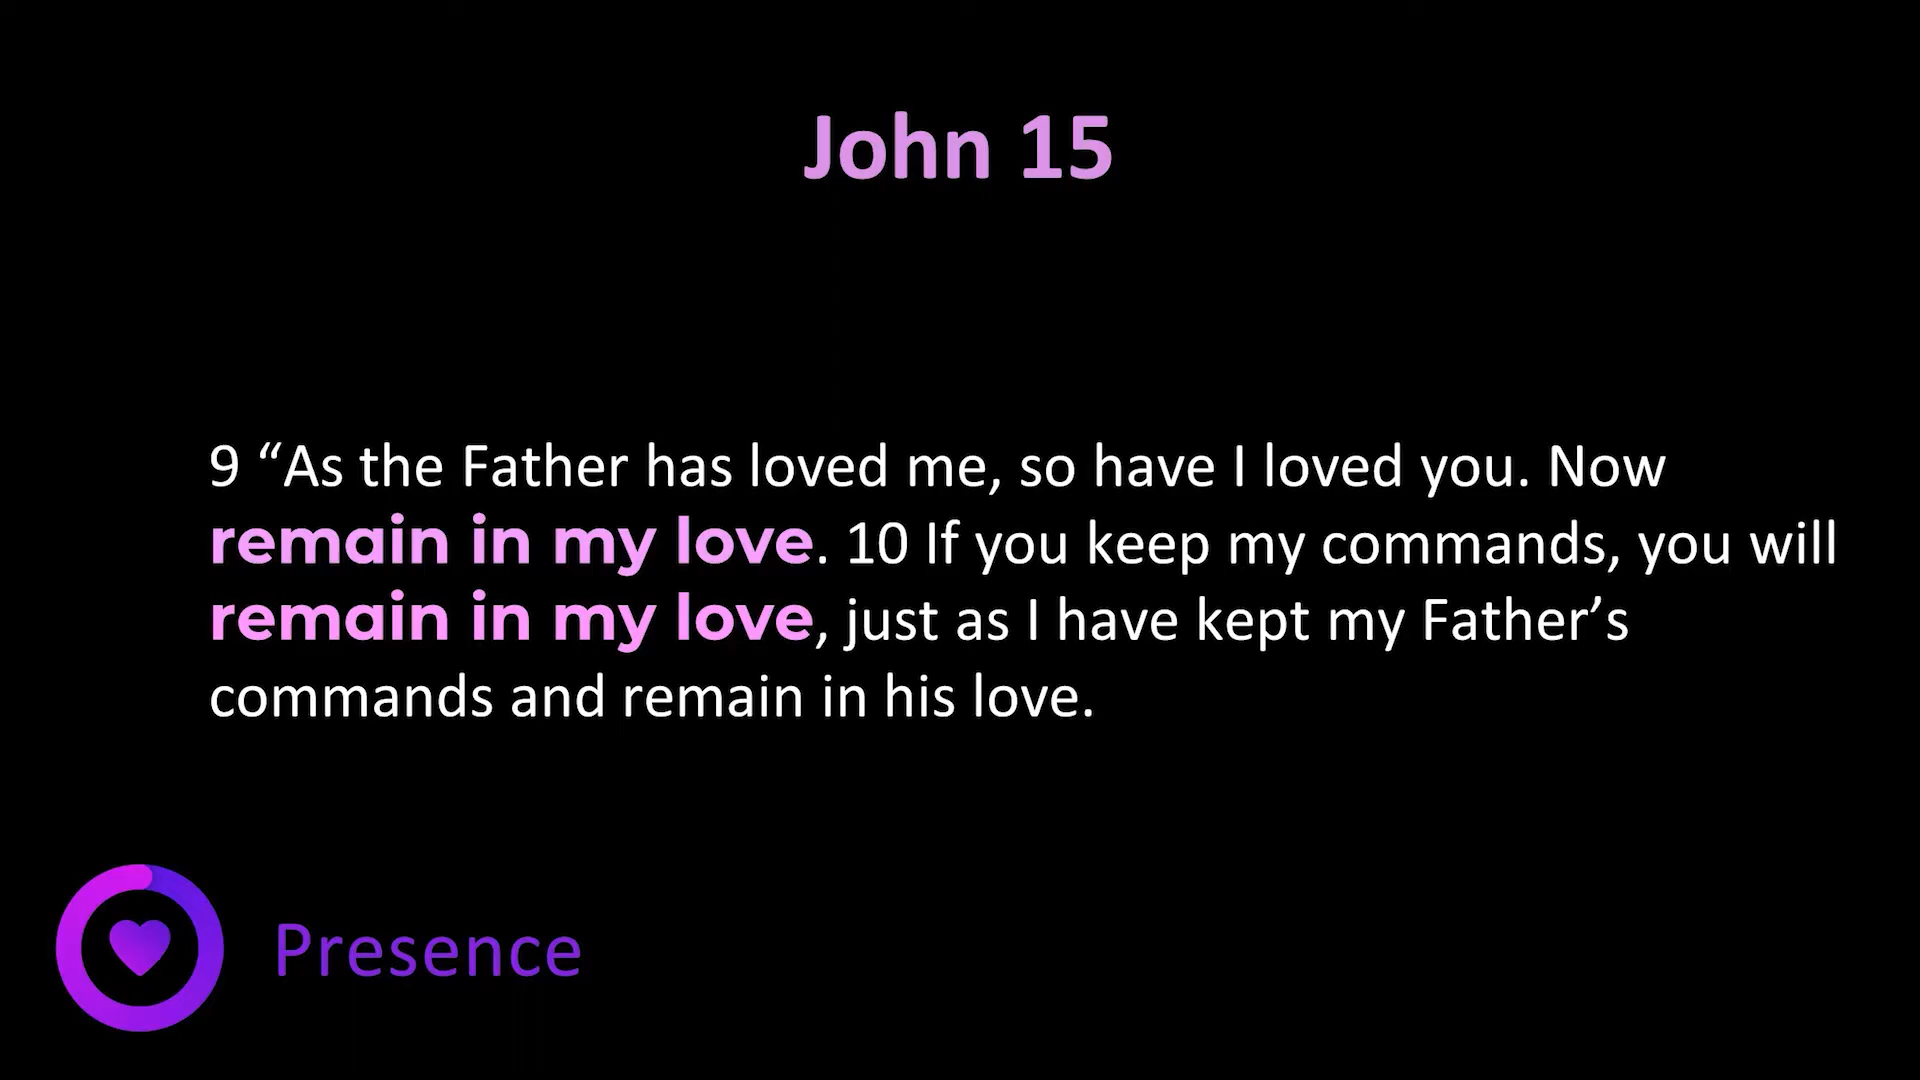 John 15
9 “As the Father has loved me, so have I loved you. Now
remain in my love. 10 If you keep my commands, you will
remain in my love, just as I have kept my Father’s
commands and remain in his love.
Presence